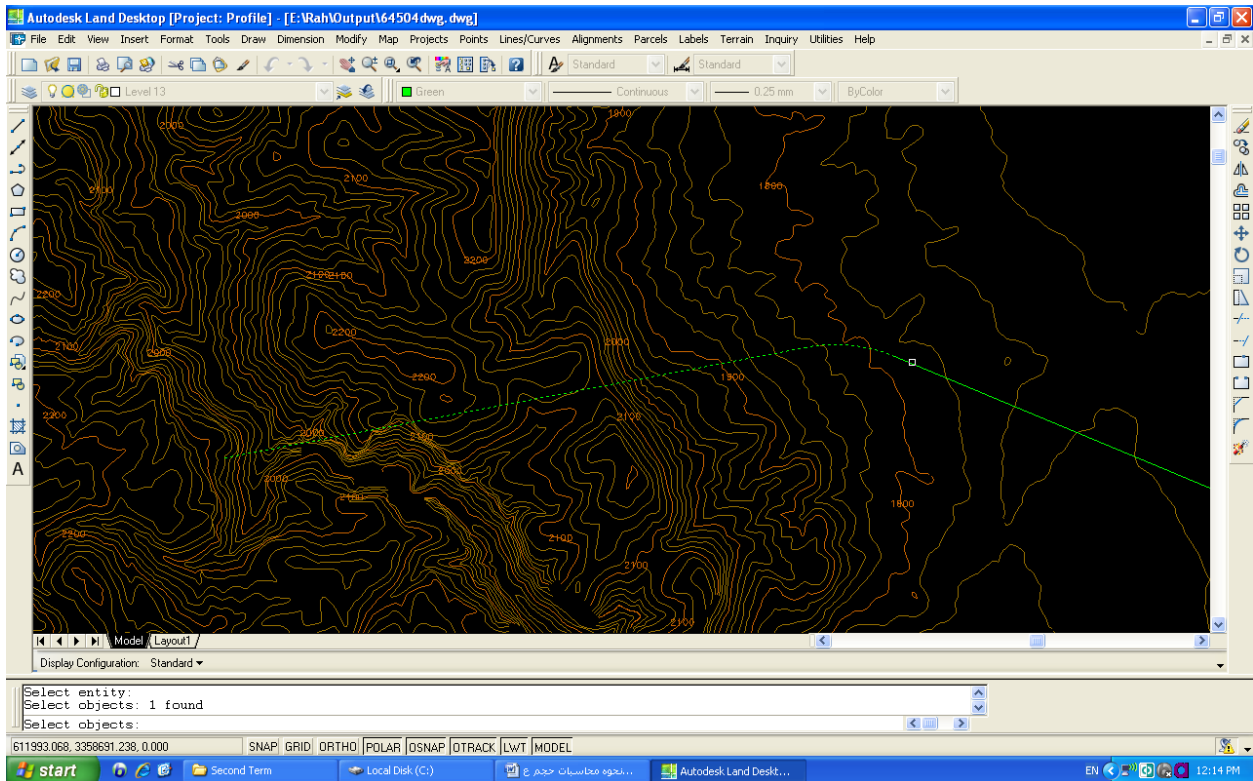 Autodesk Land Desktop [Project: Profile] - [E:\Rah\Output\64504dwg.dwg]
File Edit View Insert Format Tools Draw Dimension Modify Map Projects Points Lines/Curves Alignments Parcels Labels Terrain Inquiry Utilities Help
Standard Standard
Level 13 Green Continuous 0.25 mm ByColor
2000
1900
2100
2100
1800
2100
2000
2200
2100
2100
2200
2200
2000
2100
2000
2200
1900
2200
2000
2100
2100
2000
2100
1800
2200
2100
2100
2100
Model Layout1
Display Configuration: Standard
Select entity:
Select objects: 1 found
Select objects:
611993.068, 3358691.238, 0.000 SNAP GRID ORTHO POLAR OSNAP OTRACK LWT MODEL
start Second Term Local Disk (C:) نحوه محاسبات حجم ع... Autodesk Land Deskt... EN 12:14 PM